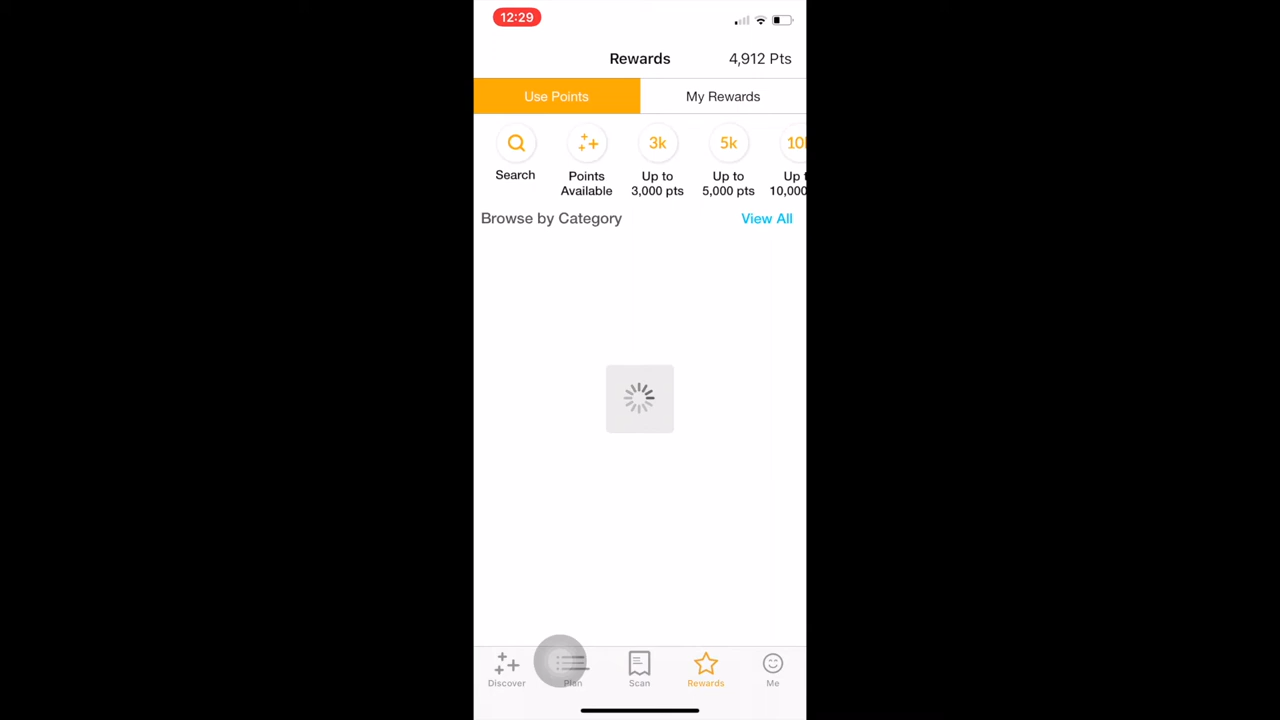 12:29
Rewards
4,912 Pts
Use Points
My Rewards
3k
5k
Search
Points
Available
Up to
3,000 pts
Up to
5,000 pts
Up
10,000
Browse by Category
View All
Discover
Plan
Scan
Rewards
Me